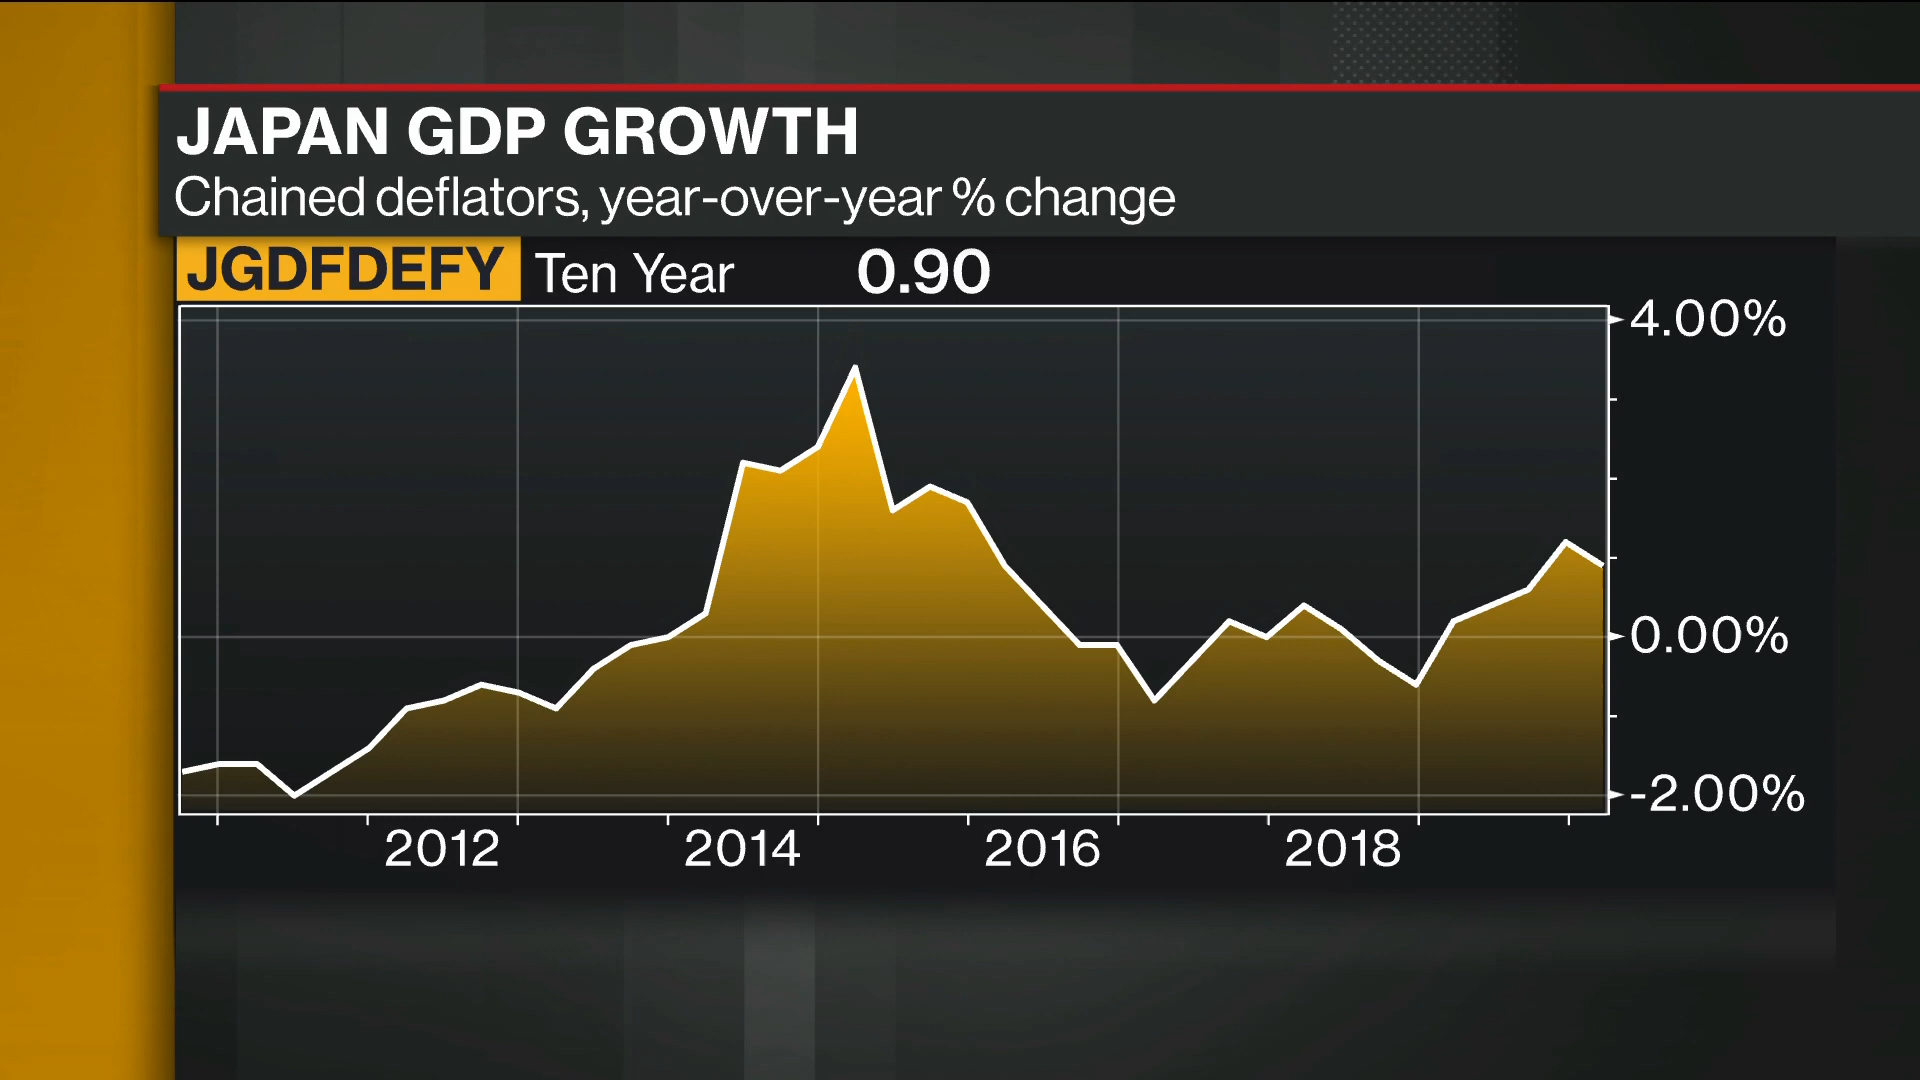 JAPAN GDP GROWTH
Chained deflators, year-over-year % change
JGDFDEFY Ten Year 0.90
4.00%
0.00%
-2.00%
2012 2014 2016 2018